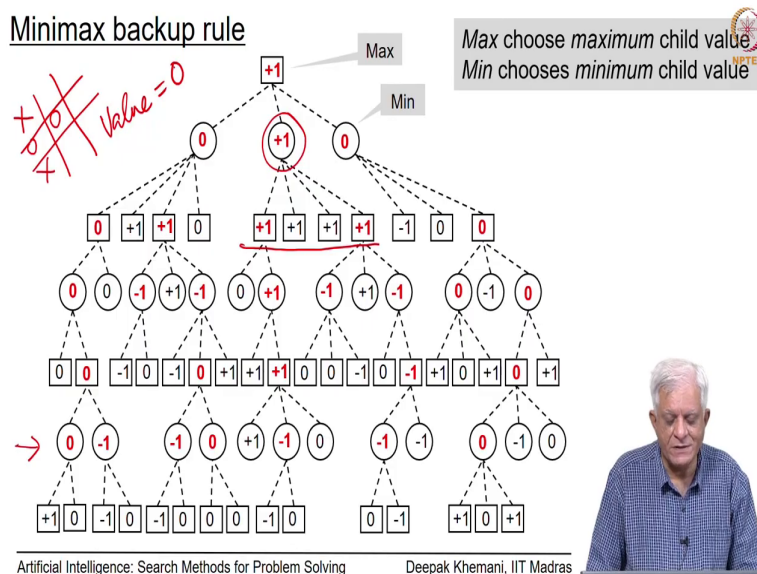 Minimax backup rule
Max
Max choose maximum child value
Min chooses minimum child value
NPTEL
+1
Min
X O O X Value = 0
0 +1 0
0 +1 +1 0 +1 +1 +1 +1 -1 0 0
0 0 -1 +1 -1 0 +1 -1 +1 -1 0 -1 0
0 0 -1 0 -1 0 +1 +1 +1 0 0 -1 0 -1 +1 0 +1 0 +1
0 -1 -1 0 +1 -1 0 -1 -1 0 -1 0
+1 0 -1 0 -1 0 0 0 -1 0 0 -1 +1 0 +1
Artificial Intelligence: Search Methods for Problem Solving
Deepak Khemani, IIT Madras